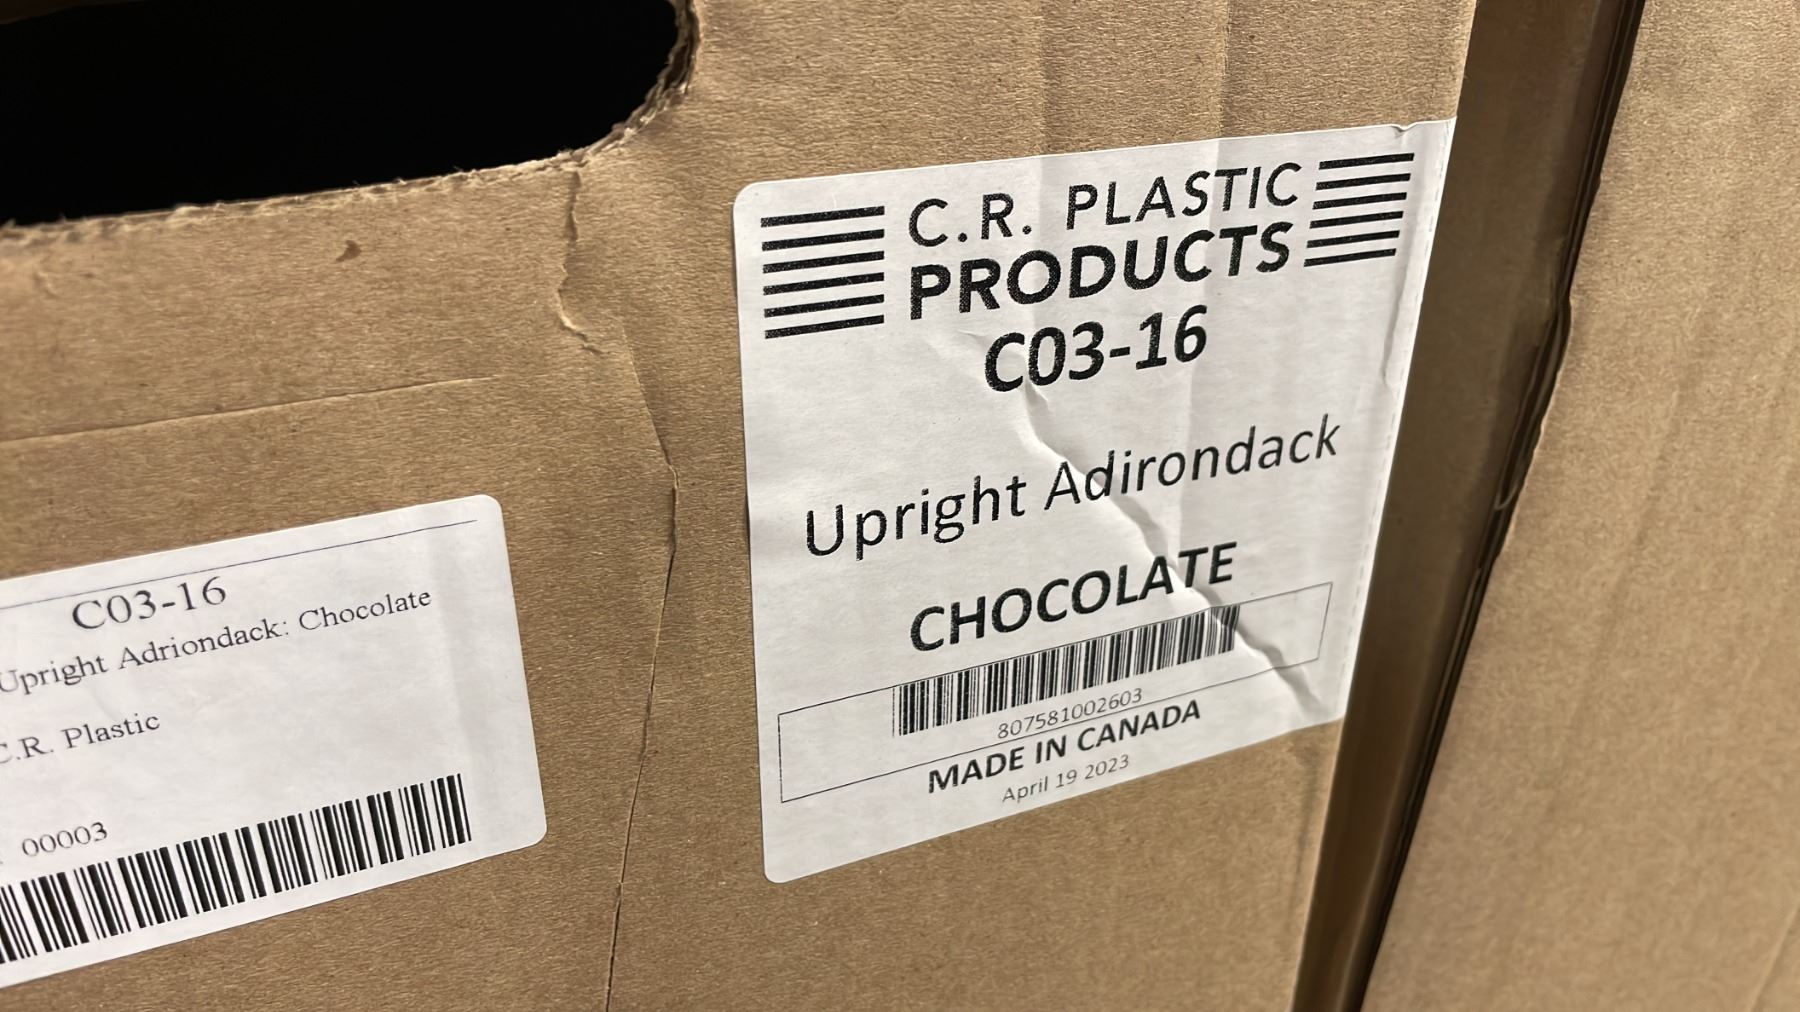 C.R. PLASTIC
PRODUCTS
C03-16
Upright Adirondack
CHOCOLATE
807581002603
MADE IN CANADA
April 19 2023
C03-16
Upright Adriondack: Chocolate
C.R. Plastic
00003